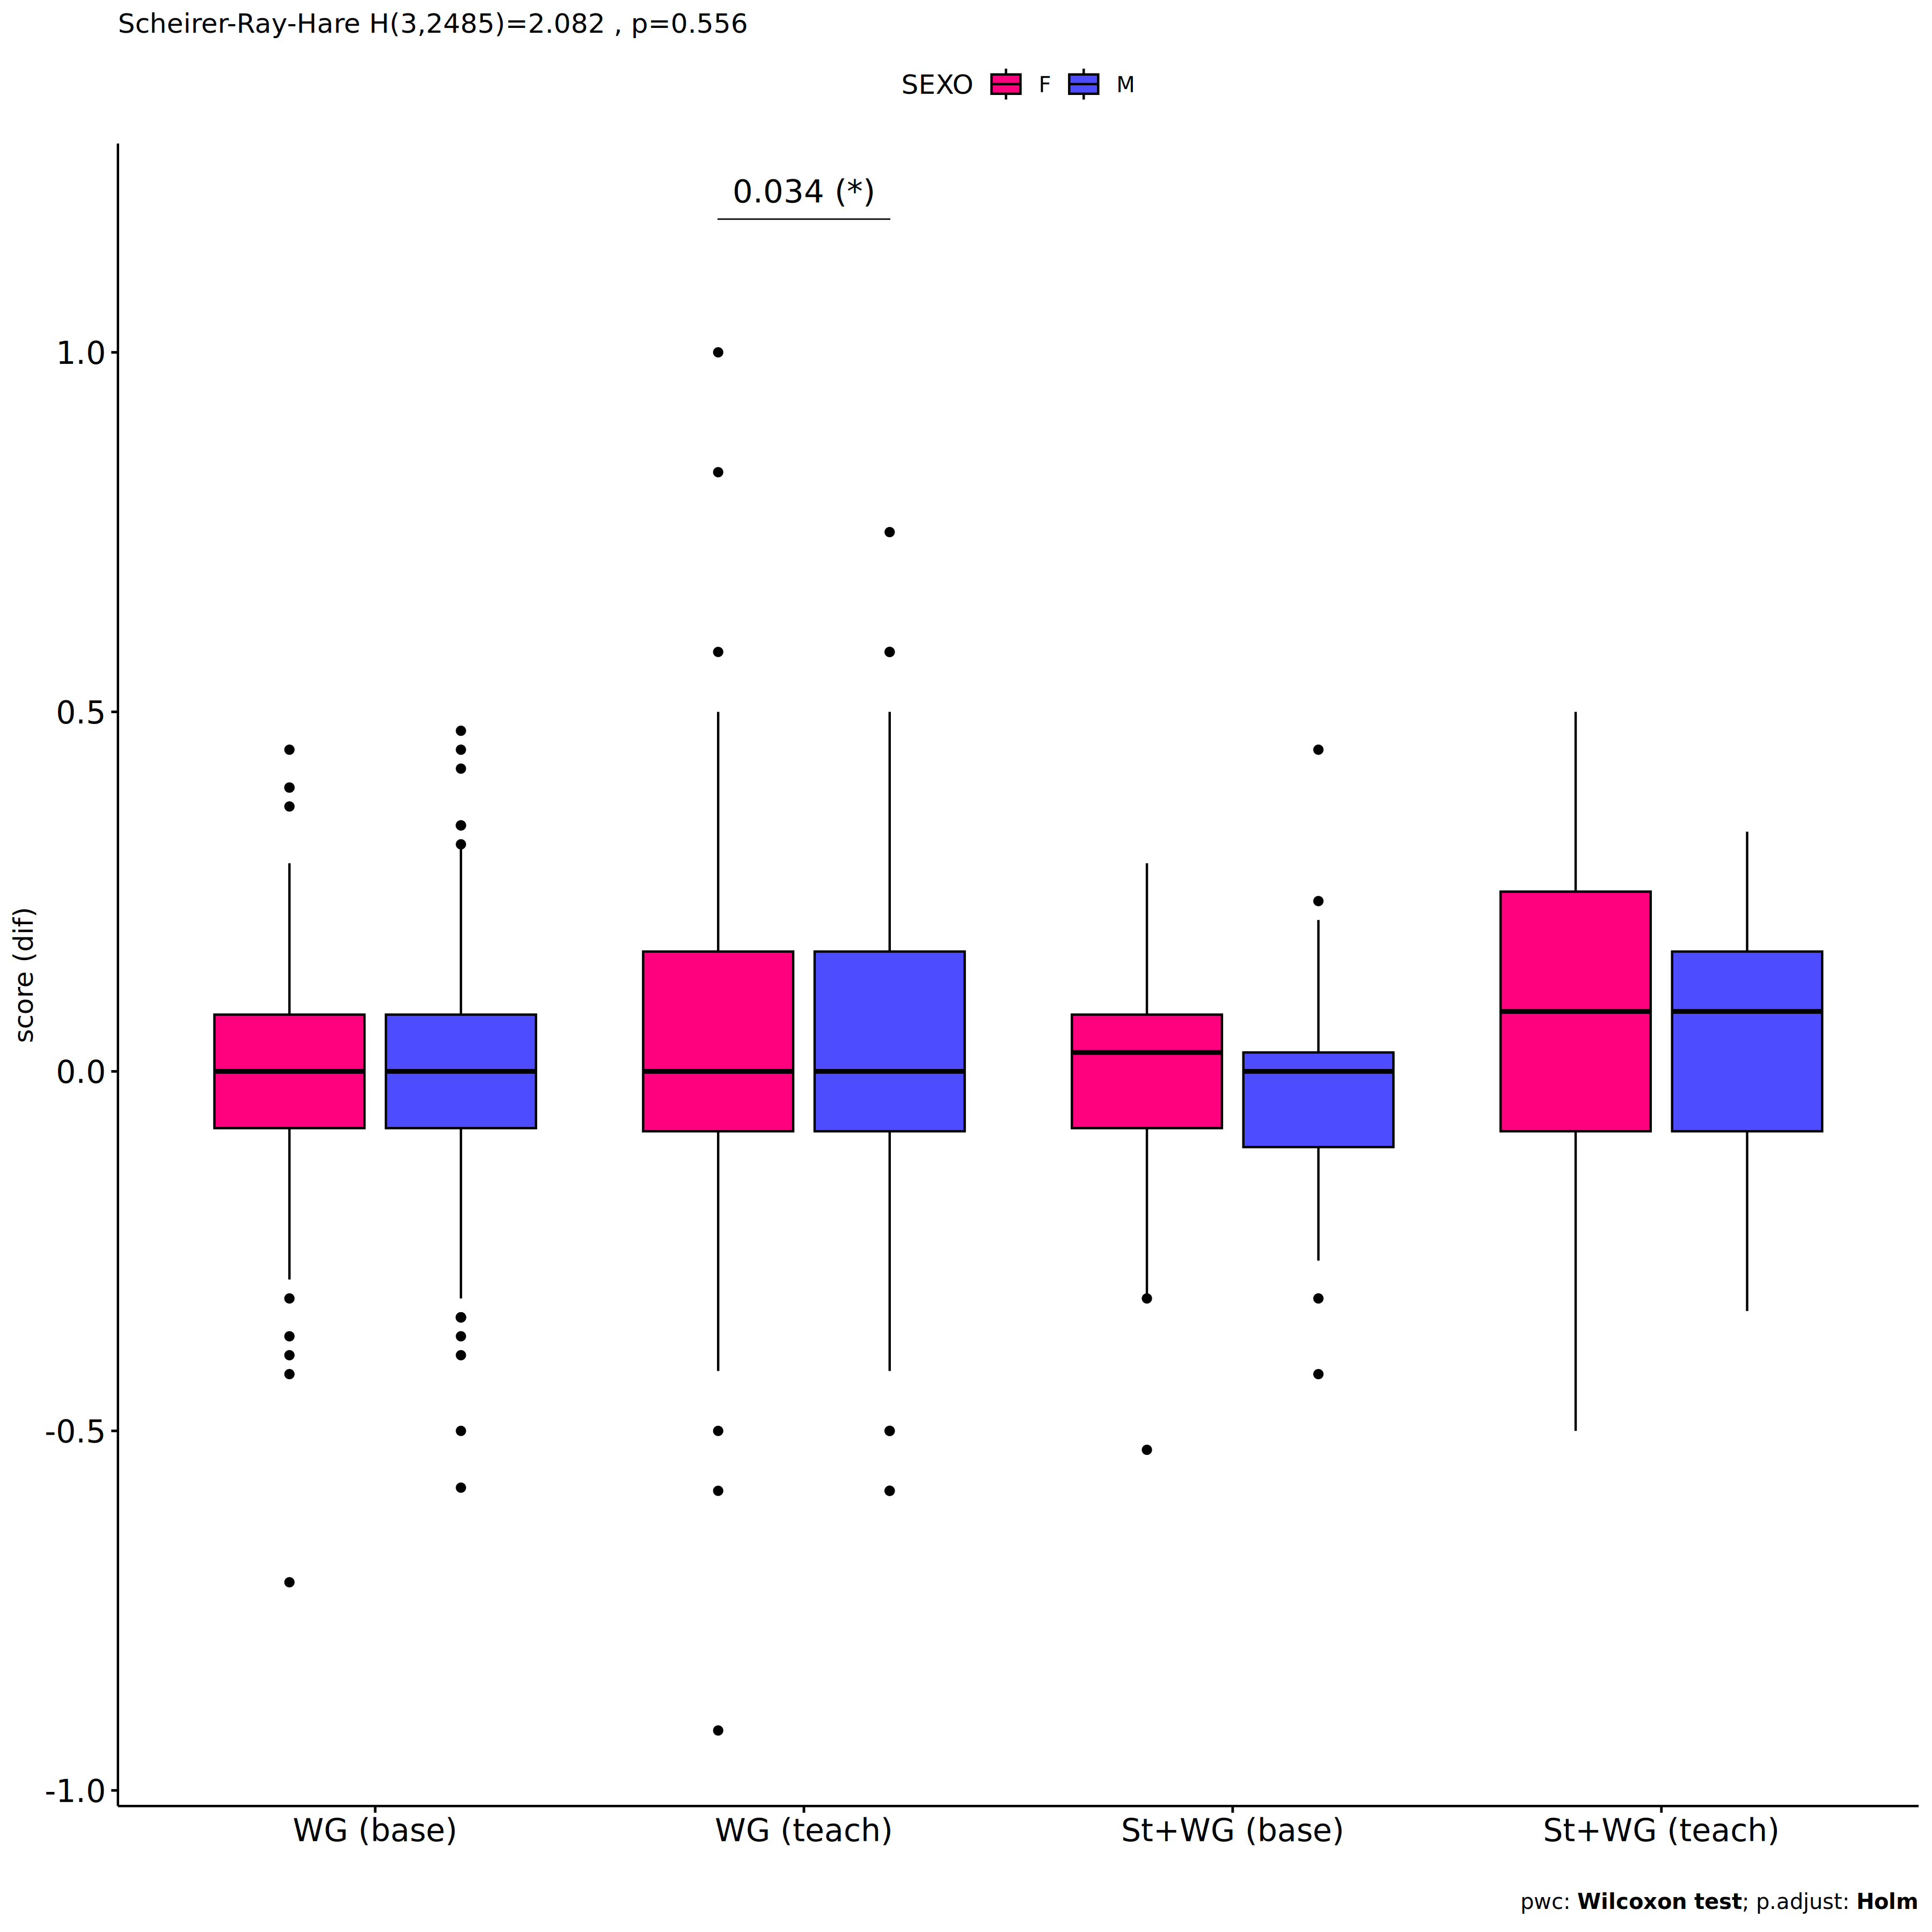 Scheirer-Ray-Hare H(3,2485)=2.082 , p=0.556
SEXO F M
0.034 (*)
1.0
0.5
0.0
-0.5
-1.0
score (dif)
WG (base) WG (teach) St+WG (base) St+WG (teach)
pwc: Wilcoxon test; p.adjust: Holm